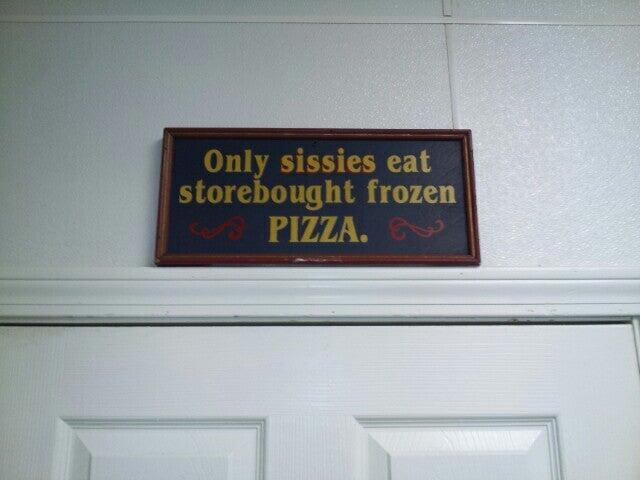 Only sissies eat
storebought frozen
PIZZA.